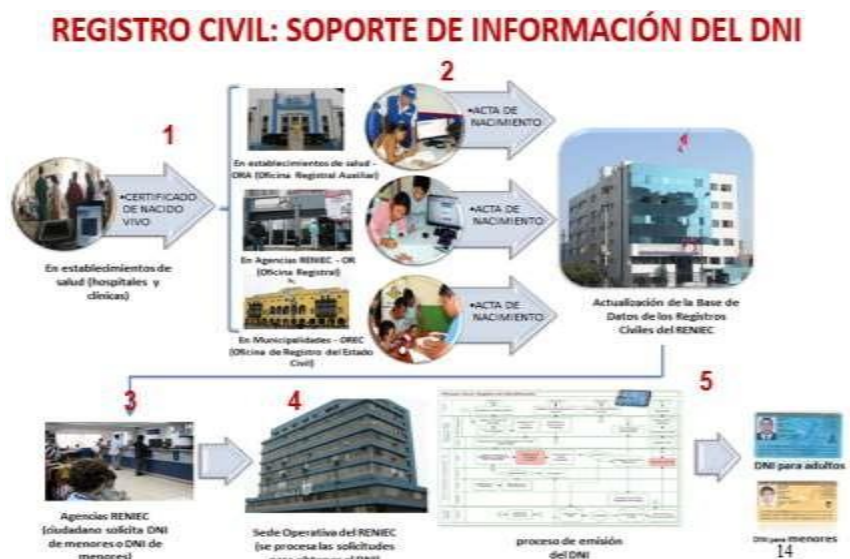 REGISTRO CIVIL: SOPORTE DE INFORMACIÓN DEL DNI
1
•CERTIFICADO
DE NACIDO
VIVO
En establecimientos de
salud (hospitales y
clínicas)
2
En establecimientos de salud -
ORA (Oficina Registral Auxiliar)
•ACTA DE
NACIMIENTO
En Agencias RENIEC - OR
(Oficina Registral)
•ACTA DE
NACIMIENTO
En Municipalidades - OREC
(Oficina de Registro del Estado
Civil)
•ACTA DE
NACIMIENTO
Actualización de la Base de
Datos de los Registros
Civiles del RENIEC
3
Agencias RENIEC
(ciudadano solicita DNI
de menores o DNI de
menores)
4
Sede Operativa del RENIEC
(se procesa las solicitudes
para obtener el DNI)
5
proceso de emisión
del DNI
DNI para adultos
DNI para menores
14